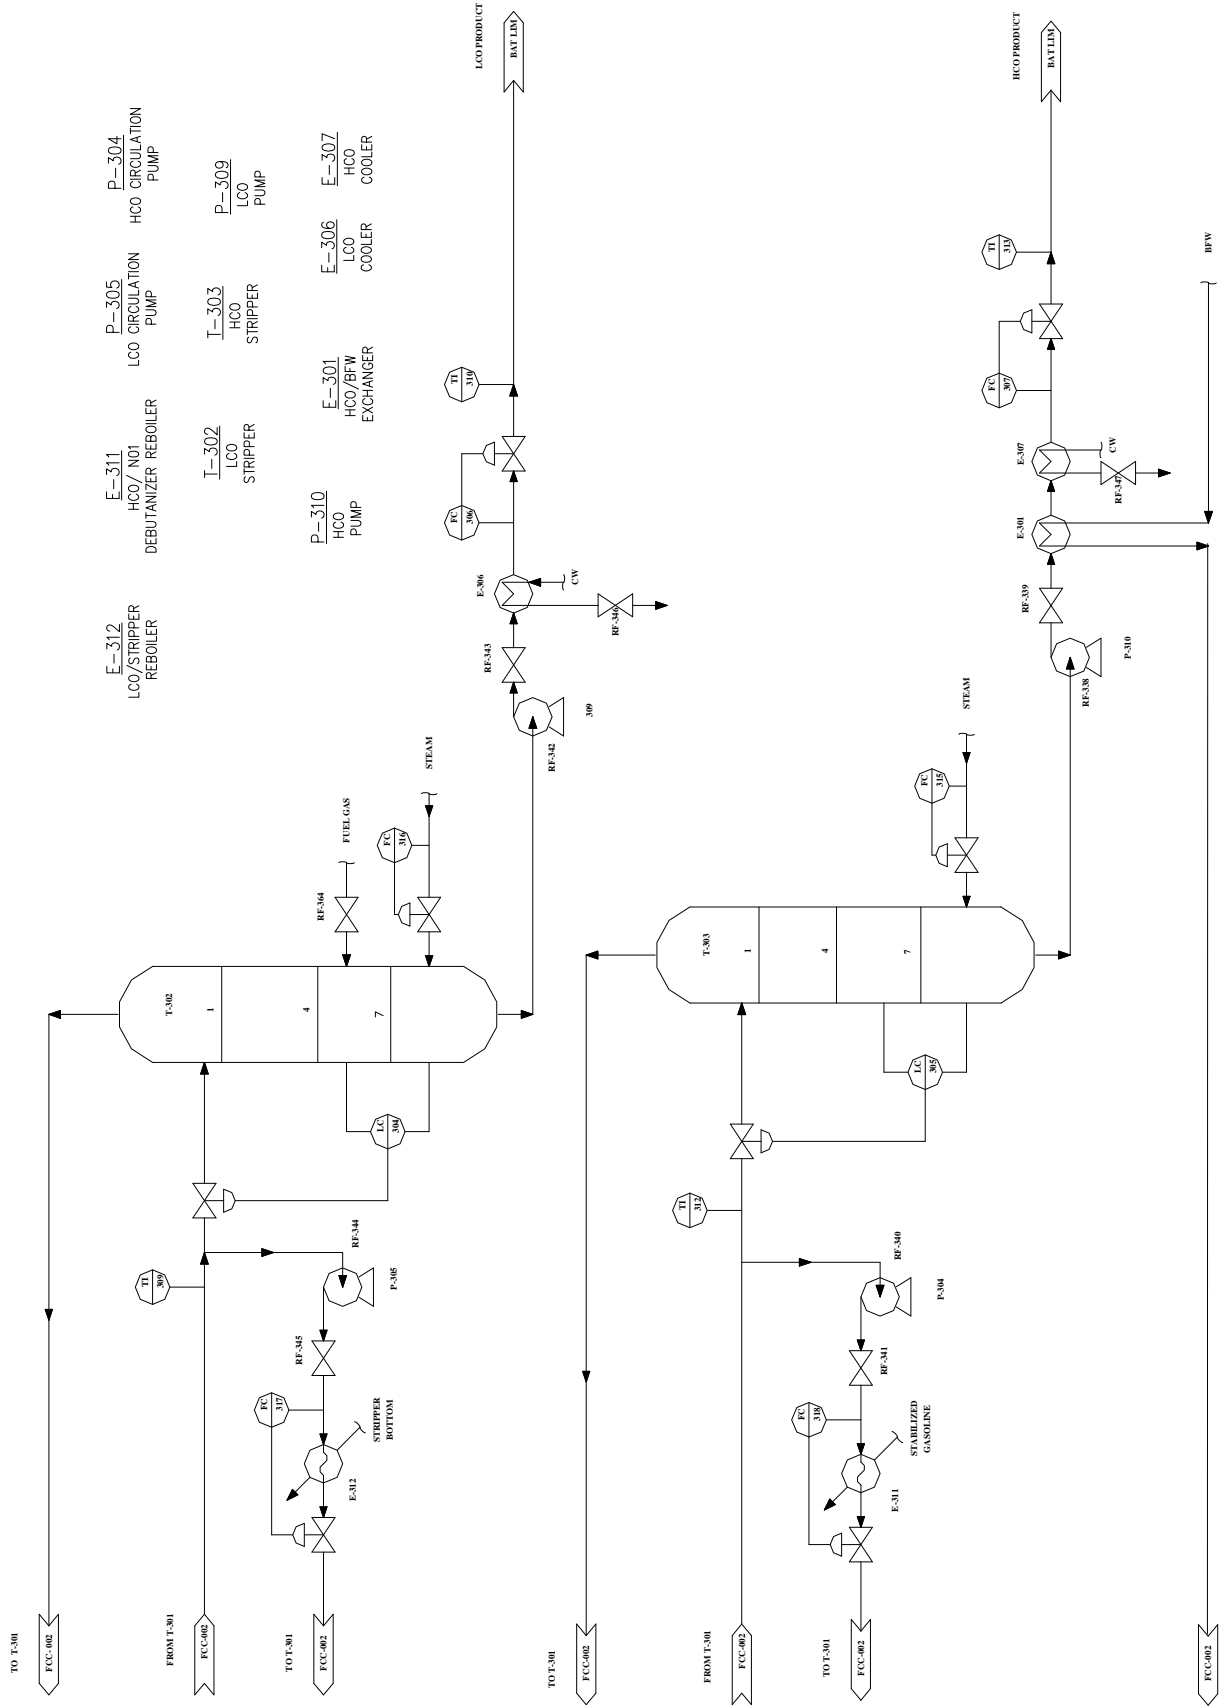 E-312
LCO/STRIPPER
REBOILER
E-311
HCO/ NO1
DEBUTANIZER REBOILER
P-305
LCO CIRCULATION
PUMP
P-304
HCO CIRCULATION
PUMP
T-302
LCO
STRIPPER
T-303
HCO
STRIPPER
P-309
LCO
PUMP
P-310
HCO
PUMP
E-301
HCO/BFW
EXCHANGER
E-306
LCO
COOLER
E-307
HCO
COOLER
TO T-301
FCC- 002
FROM T-301
FCC-002
TO T-301
FCC-002
TI
309
FC
317
E-312
STRIPPER
BOTTOM
RF-345
P-305
RF-344
LC
304
T-302
1
4
7
RF-364
FUEL GAS
FC
316
STEAM
RF-342
309
RF-343
E-306
CW
RF-346
FC
306
TI
310
LCO PRODUCT
BAT LIM
TO T-301
FCC-002
FROM T-301
FCC-002
TO T-301
FCC-002
TI
312
FC
318
E-311
STABILIZED
GASOLINE
RF-341
P-304
RF-340
LC
305
T-303
1
4
7
FC
315
STEAM
RF-338
P-310
RF-339
E-301
E-307
CW
RF-347
FC
307
TI
313
HCO PRODUCT
BAT LIM
BFW
FCC-002